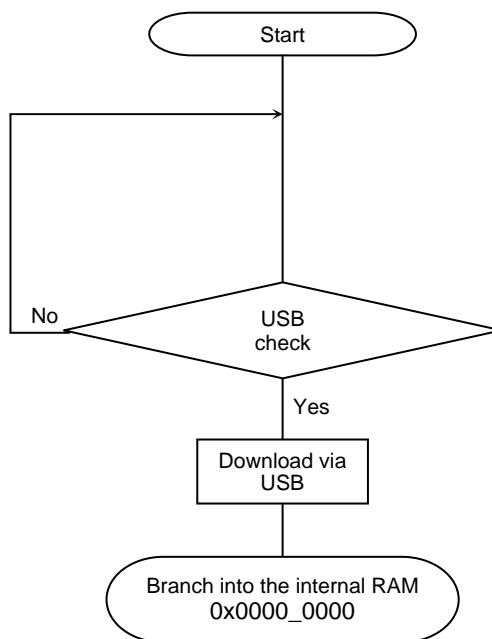 Start
No
USB
check
Yes
Download via
USB
Branch into the internal RAM
0x0000_0000